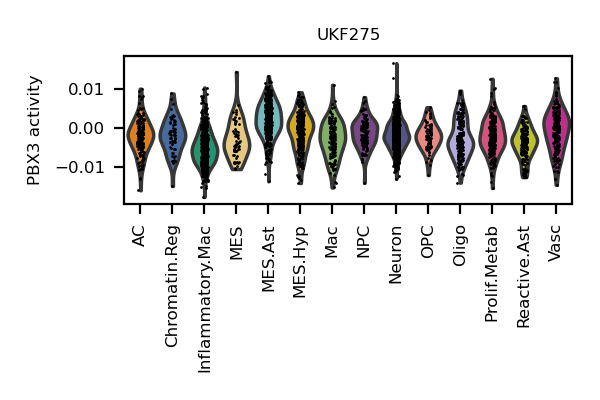 UKF275
PBX3 activity
0.01
0.00
−0.01
AC
Chromatin.Reg
Inflammatory.Mac
MES
MES.Ast
MES.Hyp
Mac
NPC
Neuron
OPC
Oligo
Prolif.Metab
Reactive.Ast
Vasc